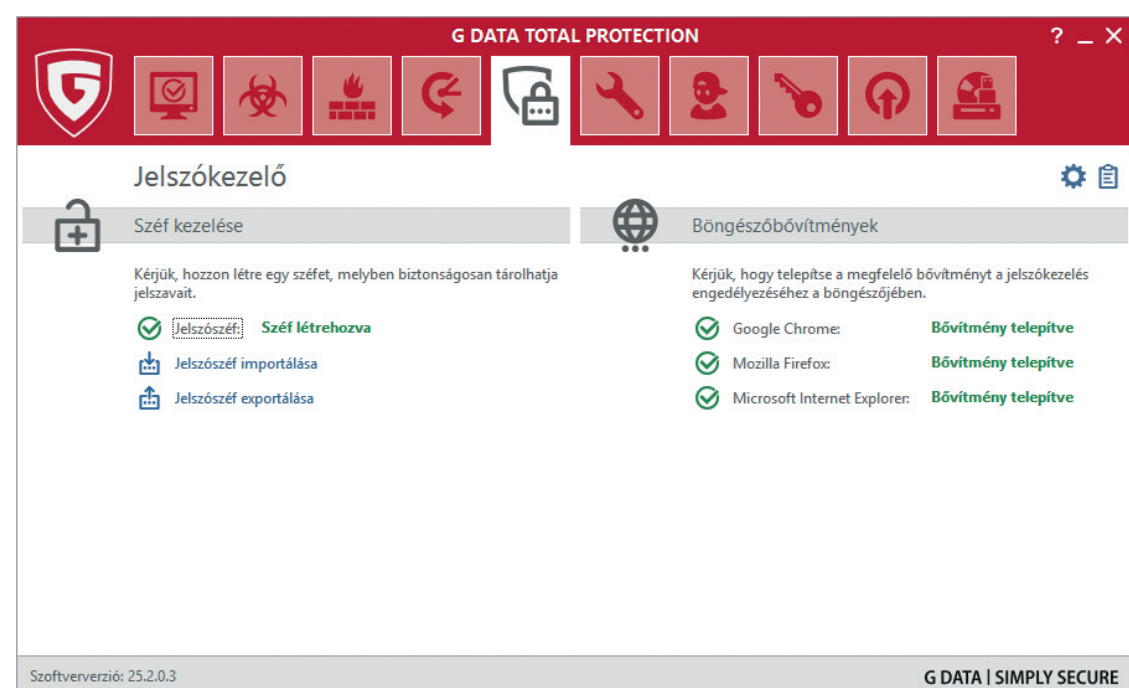 G DATA TOTAL PROTECTION
Jelszókezelő
Széf kezelése
Kérjük, hozzon létre egy széfet, melyben biztonságosan tárolhatja
jelszavait.
Jelszószéf: Széf létrehozva
Jelszószéf importálása
Jelszószéf exportálása
Böngészőbővítmények
Kérjük, hogy telepítse a megfelelő bővítményt a jelszókezelés
engedélyezéséhez a böngészőjében.
Google Chrome: Bővítmény telepítve
Mozilla Firefox: Bővítmény telepítve
Microsoft Internet Explorer: Bővítmény telepítve
Szoftververzió: 25.2.0.3
G DATA | SIMPLY SECURE